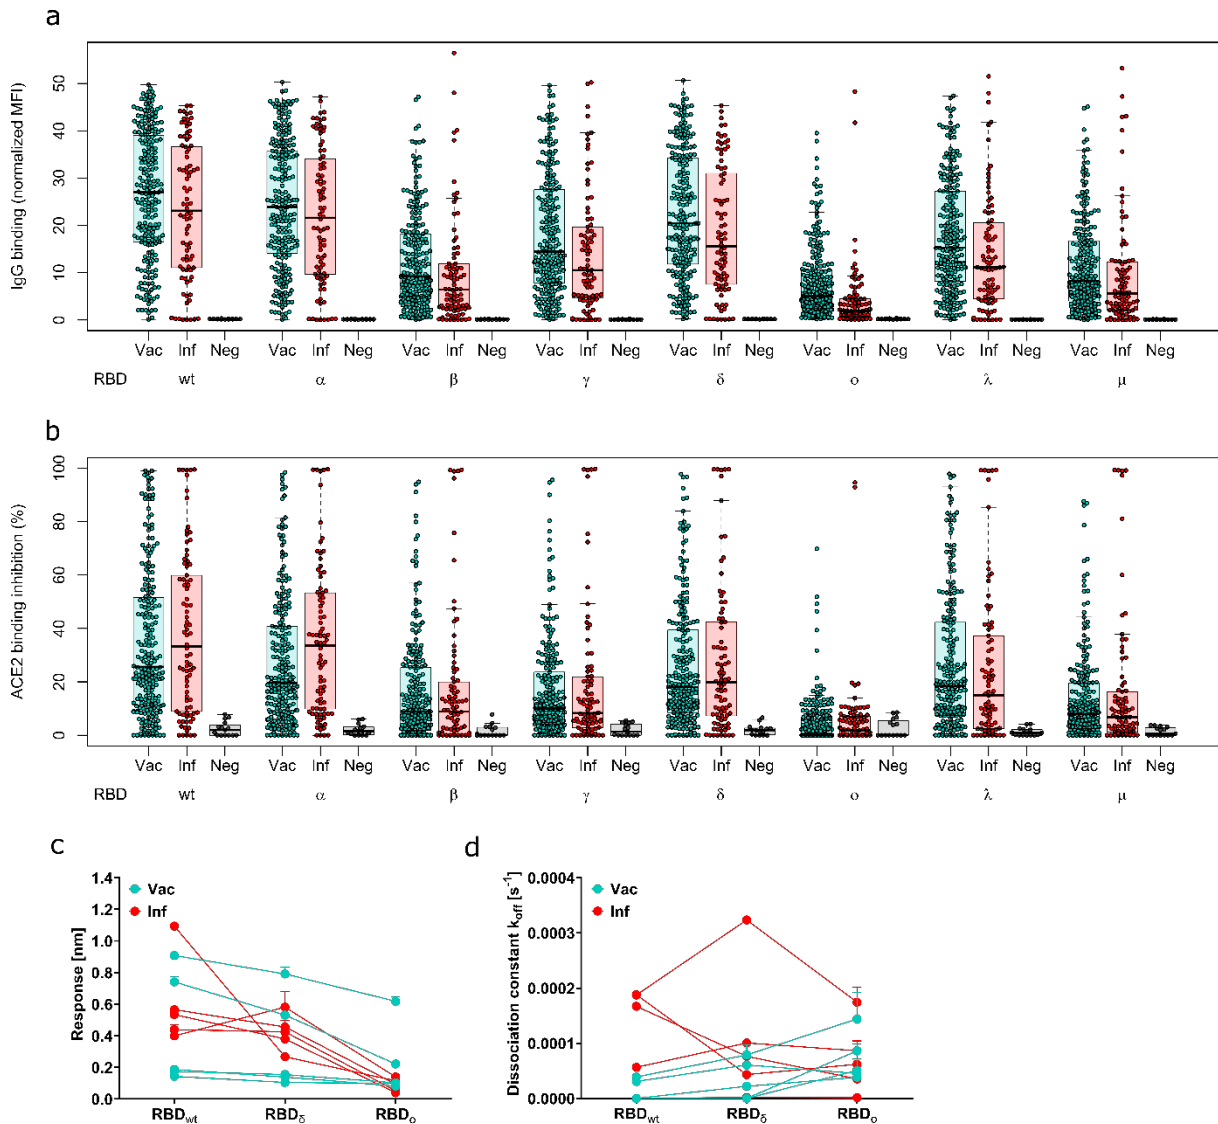 a
IgG binding (normalized MFI)
50
40
30
20
10
0
Vac Inf Neg Vac Inf Neg Vac Inf Neg Vac Inf Neg Vac Inf Neg Vac Inf Neg Vac Inf Neg Vac Inf Neg
RBD wt α β γ δ ο λ μ
b
ACE2 binding inhibition (%)
100
80
60
40
20
0
Vac Inf Neg Vac Inf Neg Vac Inf Neg Vac Inf Neg Vac Inf Neg Vac Inf Neg Vac Inf Neg Vac Inf Neg
RBD wt α β γ δ ο λ μ
c
Response [nm]
1.4
1.2
1.0
0.8
0.6
0.4
0.2
0.0
Vac
Inf
RBDwt RBDδ RBDο
d
Dissociation constant koff [s-1]
0.0004
0.0003
0.0002
0.0001
0.0000
Vac
Inf
RBDwt RBDδ RBDο